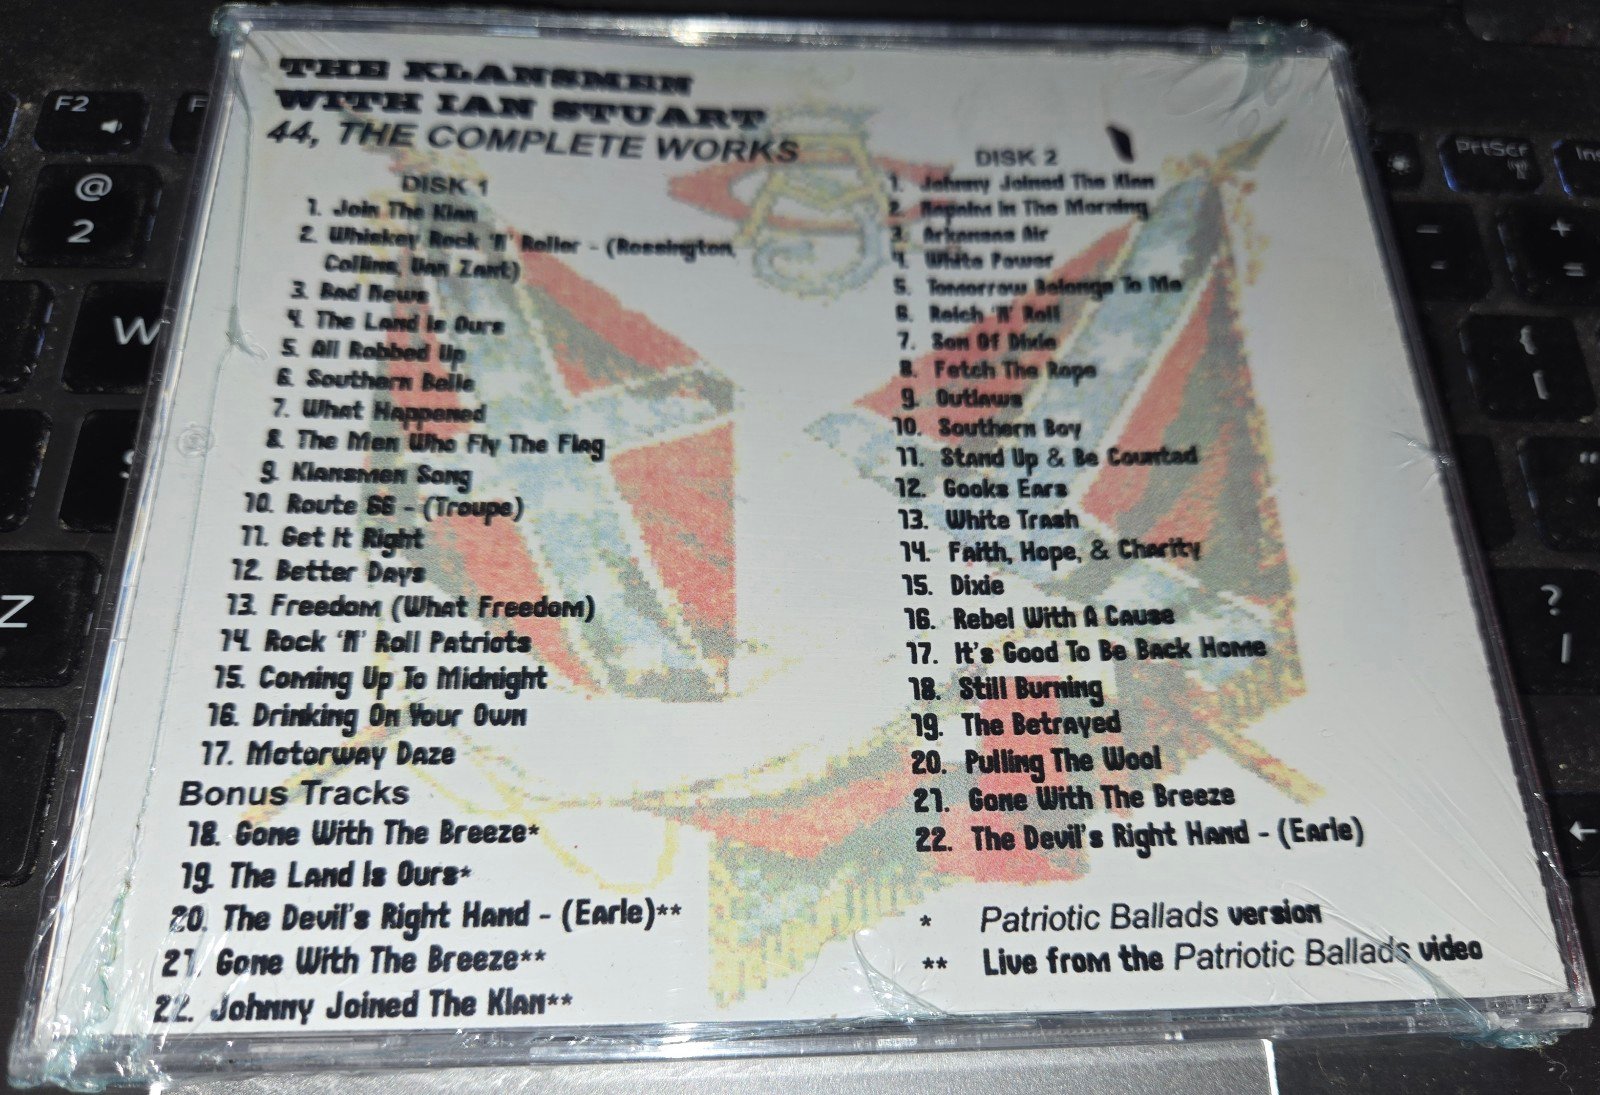 THE KLANSMEN
WITH IAN STUART
44, THE COMPLETE WORKS
DISK 1
1. Join The Klan
2. Whiskey Rock 'N' Roller - (Rossington,
Collins, Van Zant)
3. Bad News
4. The Land Is Ours
5. All Robbed Up
6. Southern Belle
7. What Happened
8. The Men Who Fly The Flag
9. Klansmen Song
10. Route 66 - (Troupe)
11. Get It Right
12. Better Days
13. Freedom (What Freedom)
14. Rock 'N' Roll Patriots
15. Coming Up To Midnight
16. Drinking On Your Own
17. Motorway Daze
Bonus Tracks
18. Gone With The Breeze*
19. The Land Is Ours*
20. The Devil's Right Hand - (Earle)**
21. Gone With The Breeze**
22. Johnny Joined The Klan**
DISK 2
1. Johnny Joined The Klan
2. In The Morning
3. Arkansas Air
4. White Power
5. Tomorrow Belongs To Me
6. Reich 'N' Roll
7. Son Of Dixie
8. Fetch The Rope
9. Outlaws
10. Southern Boy
11. Stand Up & Be Counted
12. Gooks Ears
13. White Trash
14. Faith, Hope, & Charity
15. Dixie
16. Rebel With A Cause
17. It's Good To Be Back Home
18. Still Burning
19. The Betrayed
20. Pulling The Wool
21. Gone With The Breeze
22. The Devil's Right Hand - (Earle)
* Patriotic Ballads version
** Live from the Patriotic Ballads video
F2
@
2
W
Z
PrtScr
Ins
-
+
=
{
[
?
/